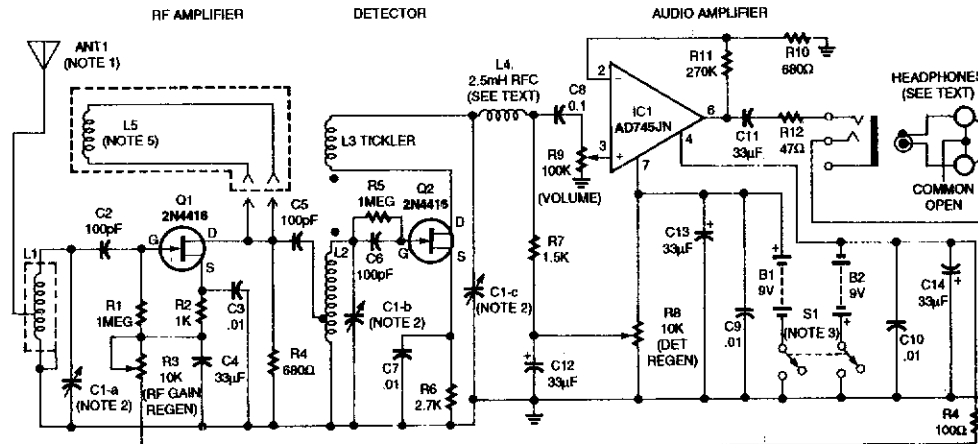 RF AMPLIFIER
DETECTOR
AUDIO AMPLIFIER
ANT1
(NOTE 1)
L5
(NOTE 5)
L3 TICKLER
L4
2.5mH RFC
(SEE TEXT)
C8
0.1
2
−
3
+
6
7
4
IC1
AD745JN
R11
270K
R10
680Ω
C11
33µF
R12
47Ω
HEADPHONES
(SEE TEXT)
COMMON
OPEN
R9
100K
(VOLUME)
Q1
2N4416
G
D
S
C2
100pF
C5
100pF
R5
1MEG
Q2
2N4416
G
D
S
C6
100pF
L1
L2
R1
1MEG
R2
1K
C3
.01
R3
10K
(RF GAIN
REGEN)
C4
33µF
R4
680Ω
C1-a
(NOTE 2)
C1-b
(NOTE 2)
C1-c
(NOTE 2)
C7
.01
R6
2.7K
R7
1.5K
+
C12
33µF
R8
10K
(DET
REGEN)
C13
33µF
+
C9
.01
+
B1
9V
B2
9V
+
S1
(NOTE 3)
C10
.01
C14
33µF
+
R4
100Ω